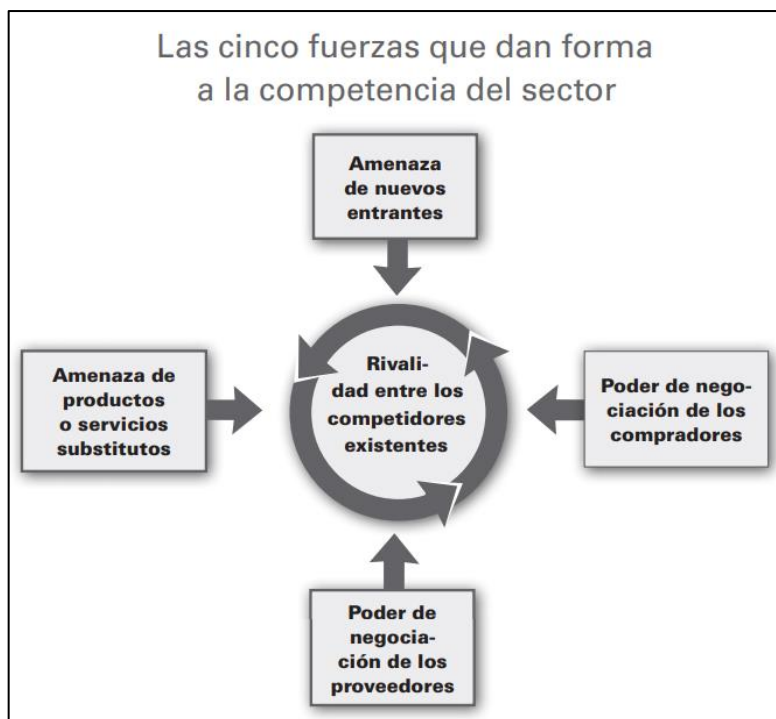 Las cinco fuerzas que dan forma
a la competencia del sector
Amenaza
de nuevos
entrantes
Amenaza de
productos
o servicios
substitutos
Rivali-
dad entre los
competidores
existentes
Poder de nego-
ciación de los
compradores
Poder de
negocia-
ción de los
proveedores